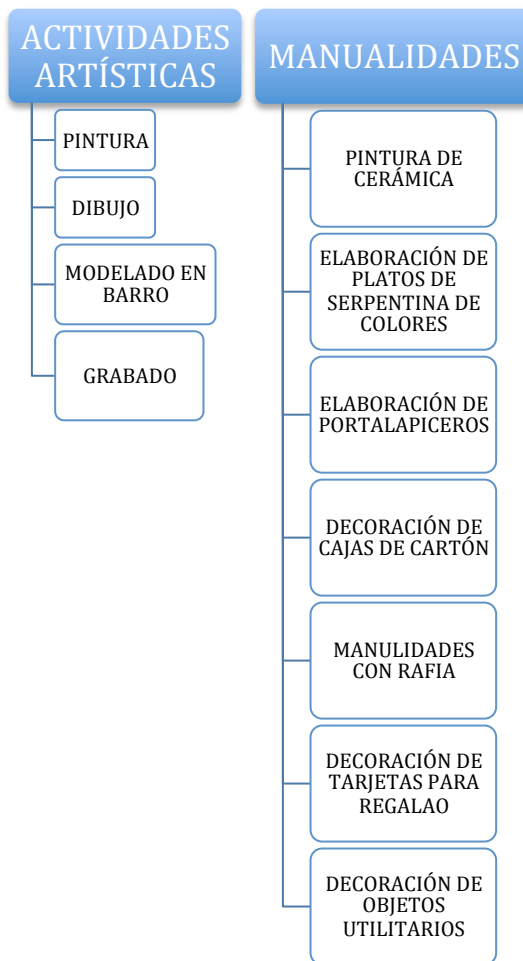 ACTIVIDADES
ARTÍSTICAS
PINTURA
DIBUJO
MODELADO EN
BARRO
GRABADO
MANUALIDADES
PINTURA DE
CERÁMICA
ELABORACIÓN DE
PLATOS DE
SERPENTINA DE
COLORES
ELABORACIÓN DE
PORTALAPICEROS
DECORACIÓN DE
CAJAS DE CARTÓN
MANULIDADES
CON RAFIA
DECORACIÓN DE
TARJETAS PARA
REGALAO
DECORACIÓN DE
OBJETOS
UTILITARIOS